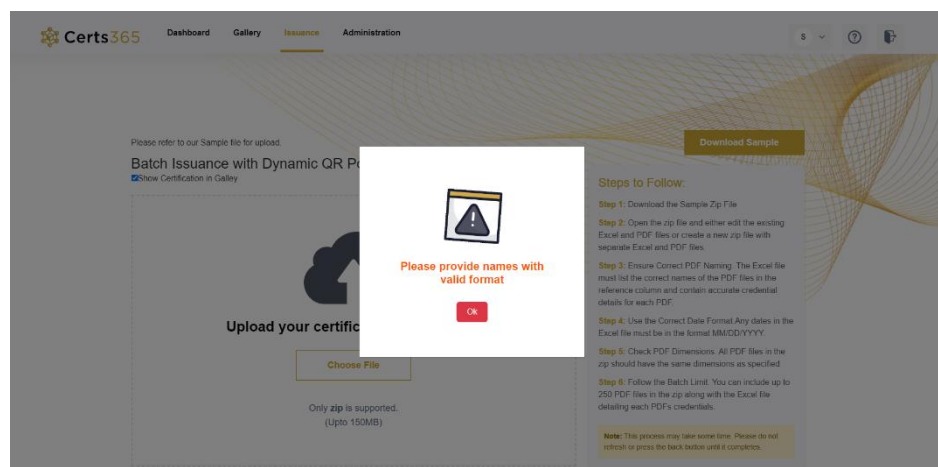 Certs365
Dashboard Gallery Issuance Administration
S
Please refer to our Sample file for upload.
Download Sample
Batch Issuance with Dynamic QR
Show Certification in Galley
Upload your certific
Choose File
Only zip is supported.
(Upto 150MB)
Please provide names with
valid format
Ok
Steps to Follow:
Step 1: Download the Sample Zip File
Step 2: Open the zip file and either edit the existing
Excel and PDF files or create a new zip file with
separate Excel and PDF files.
Step 3: Ensure Correct PDF Naming. The Excel file
must list the correct names of the PDF files in the
reference column and contain accurate credential
details for each PDF.
Step 4: Use the Correct Date Format.Any dates in the
Excel file must be in the format MM/DD/YYYY.
Step 5: Check PDF Dimensions. All PDF files in the
zip should have the same dimensions as specified
Step 6: Follow the Batch Limit. You can include up to
250 PDF files in the zip along with the Excel file
detailing each PDFs credentials.
Note: This process may take some time. Please do not
refresh or press the back button until it completes.